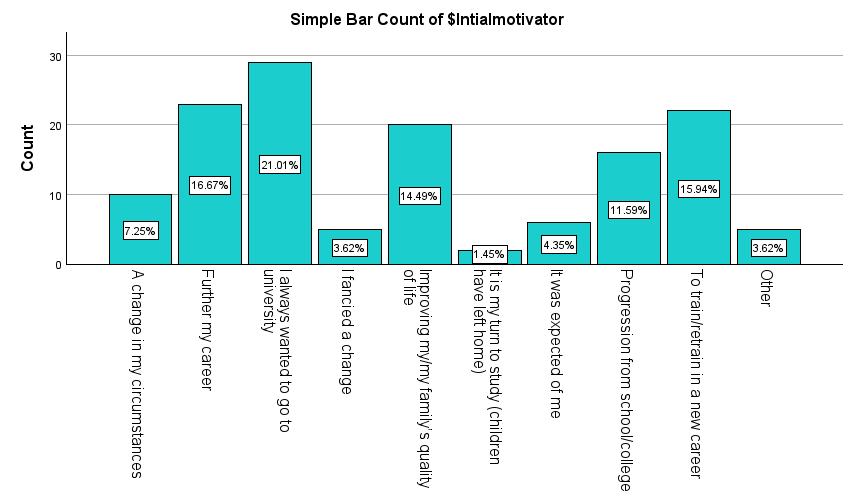 Simple Bar Count of $Intialmotivator
Count
30
20
10
0
7.25%
16.67%
21.01%
3.62%
14.49%
1.45%
4.35%
11.59%
15.94%
3.62%
A change in my circumstances
Further my career
I always wanted to go to
university
I fancied a change
Improving my/my family's quality
of life
It is my turn to study (children
have left home)
It was expected of me
Progression from school/college
To train/retrain in a new career
Other